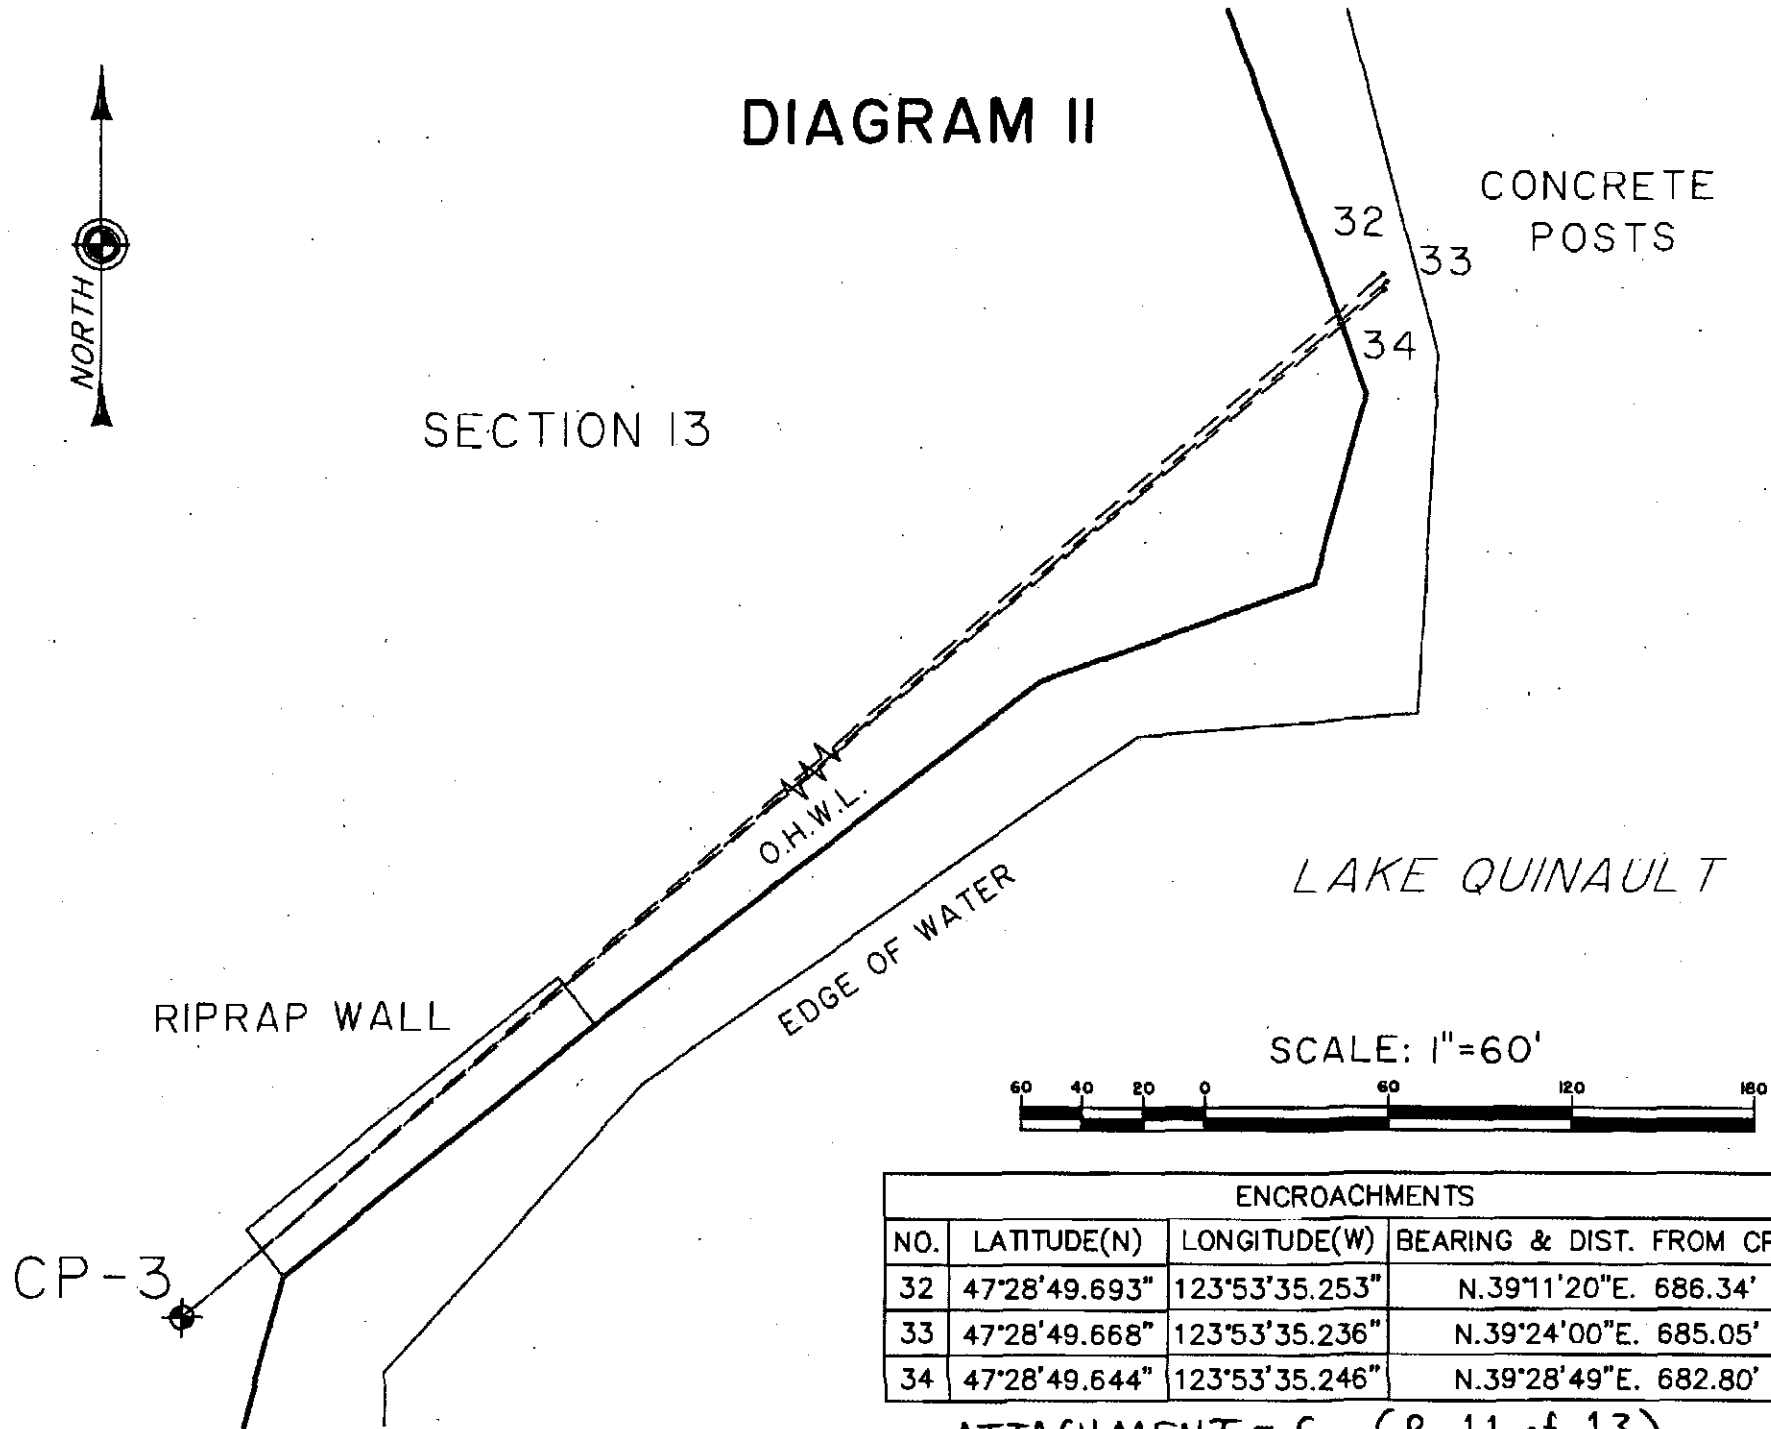 DIAGRAM II
CONCRETE
POSTS
32
33
34
NORTH
SECTION 13
O.H.W.L.
EDGE OF WATER
LAKE QUINAULT
RIPRAP WALL
CP-3
SCALE: 1"=60'
60 40 20 0 60 120 180
ENCROACHMENTS
NO. LATITUDE(N) LONGITUDE(W) BEARING & DIST. FROM
32 47°28'49.693" 123°53'35.253" N.39°11'20"E. 686.34'
33 47°28'49.668" 123°53'35.236" N.39°24'00"E. 685.05'
34 47°28'49.644" 123°53'35.246" N.39°28'49"E. 682.80'